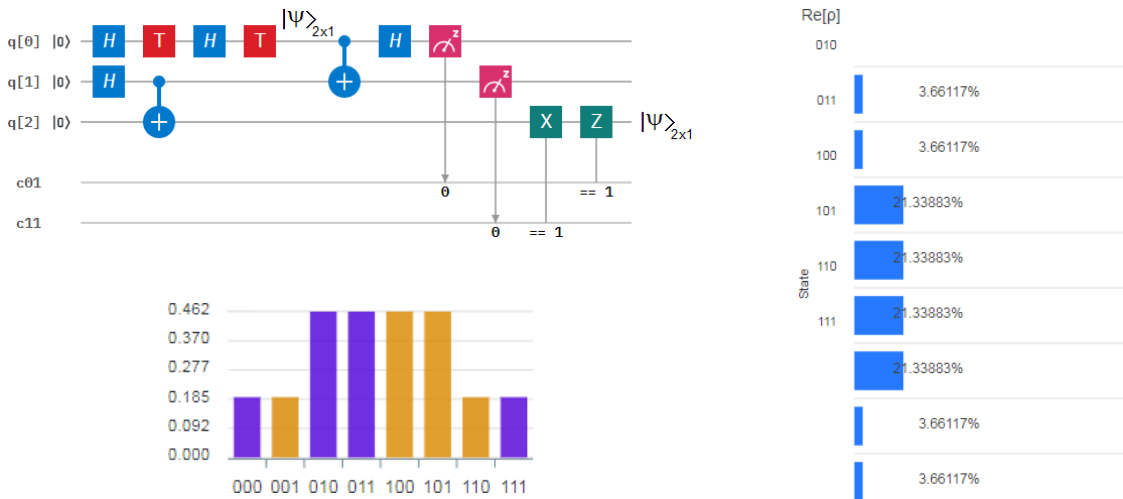 |Ψ⟩2x1
q[0] |0⟩ H T H T H z
q[1] |0⟩ H + + z
q[2] |0⟩ + X Z |Ψ⟩2x1
c01 0 == 1
c11 0 == 1
0.462
0.370
0.277
0.185
0.092
0.000
000 001 010 011 100 101 110 111
Re[ρ]
010
3.66117%
011
3.66117%
100
21.33883%
101
21.33883%
110
State
21.33883%
111
21.33883%
3.66117%
3.66117%